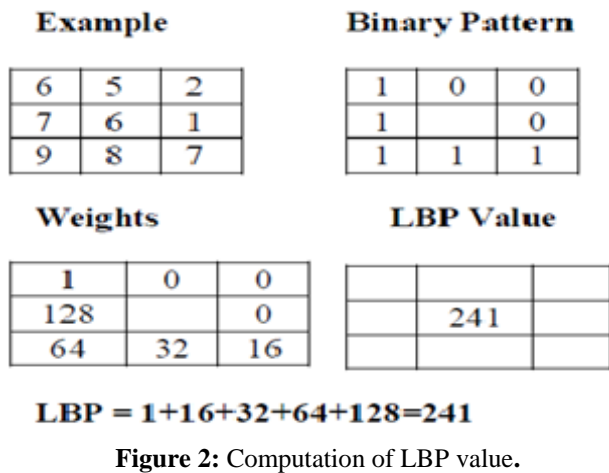 Example Binary Pattern
6 5 2 1 0 0
7 6 1 1 0
9 8 7 1 1 1
Weights LBP Value
1 0 0
128 0 241
64 32 16
LBP = 1+16+32+64+128=241
Figure 2: Computation of LBP value.